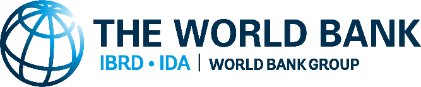 THE WORLD BANK
IBRD • IDA | WORLD BANK GROUP